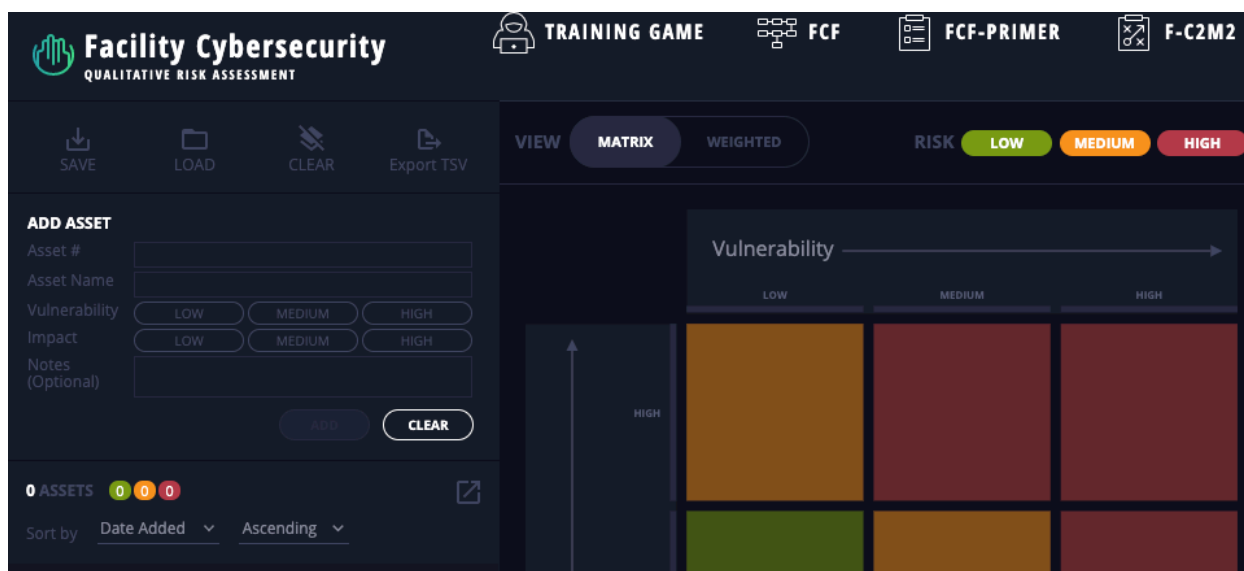 Facility Cybersecurity
QUALITATIVE RISK ASSESSMENT
TRAINING GAME
FCF
FCF-PRIMER
F-C2M2
SAVE
LOAD
CLEAR
Export TSV
VIEW
MATRIX
WEIGHTED
RISK
LOW
MEDIUM
HIGH
ADD ASSET
Asset #
Asset Name
Vulnerability
LOW
MEDIUM
HIGH
Impact
LOW
MEDIUM
HIGH
Notes
(Optional)
ADD
CLEAR
0 ASSETS 0 0 0
Sort by Date Added Ascending
Vulnerability
LOW
MEDIUM
HIGH
HIGH